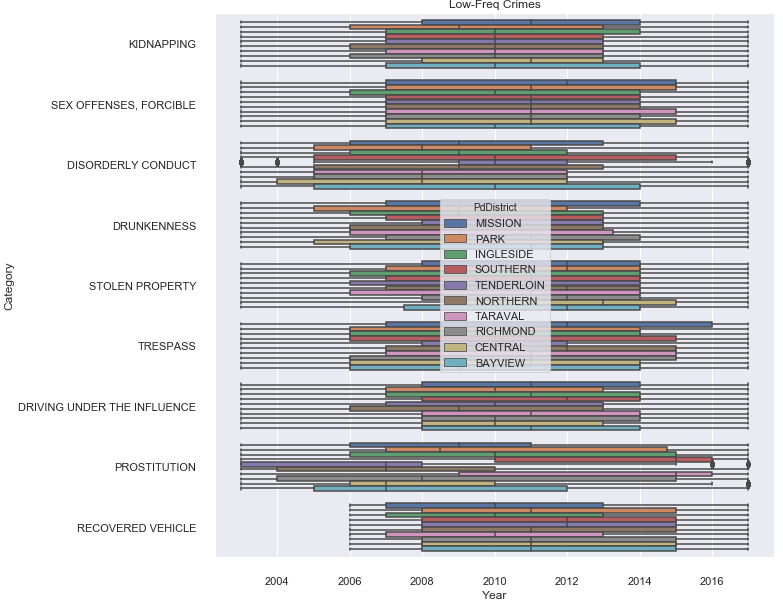 Low-Freq Crimes
KIDNAPPING
SEX OFFENSES, FORCIBLE
DISORDERLY CONDUCT
DRUNKENNESS
STOLEN PROPERTY
TRESPASS
DRIVING UNDER THE INFLUENCE
PROSTITUTION
RECOVERED VEHICLE
Category
PdDistrict
MISSION
PARK
INGLESIDE
SOUTHERN
TENDERLOIN
NORTHERN
TARAVAL
RICHMOND
CENTRAL
BAYVIEW
2004 2006 2008 2010 2012 2014 2016
Year